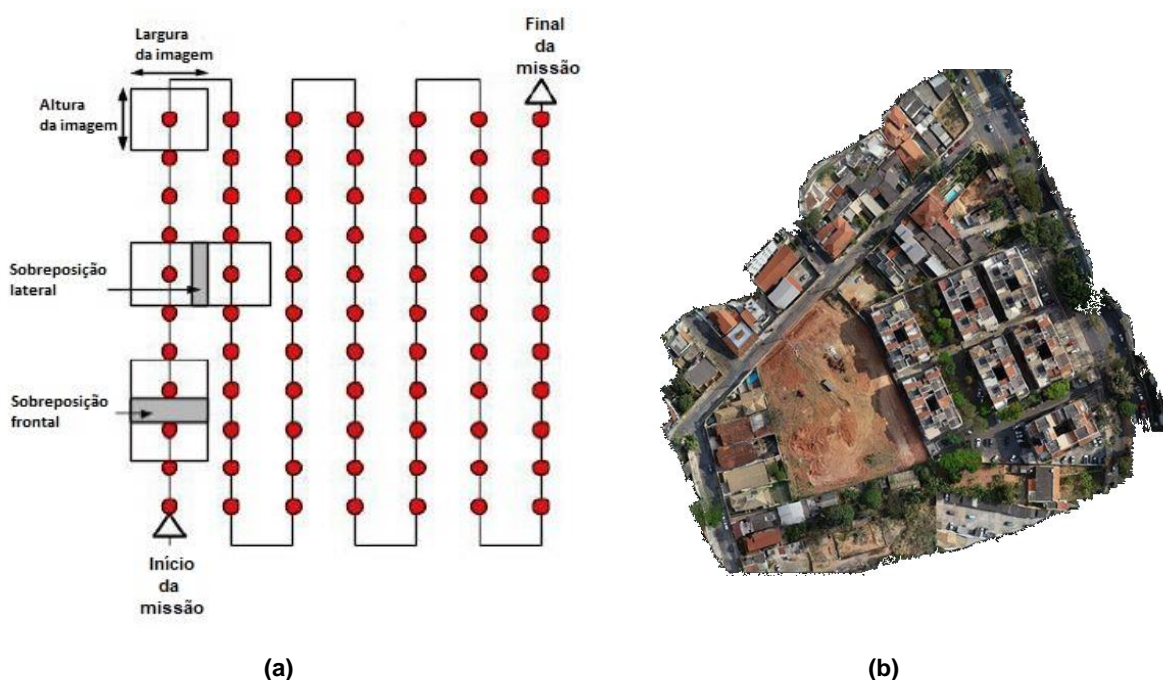 Largura
da imagem
Altura
da imagem
Final
da
missão
Sobreposição
lateral
Sobreposição
frontal
Início
da
missão
(a)
(b)